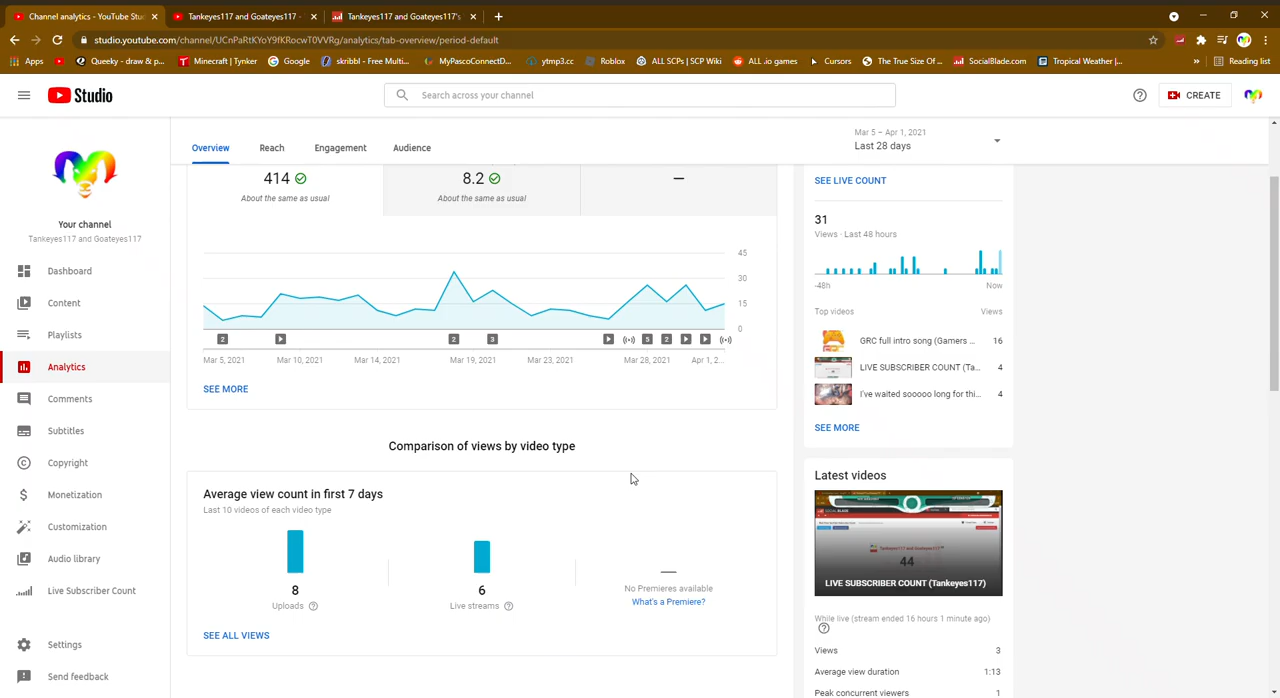 Channel analytics - YouTube Stu
Tankeyes117 and Goateyes117 -
Tankeyes117 and Goateyes117's
studio.youtube.com/channel/UCnPaRtKYoY9fKRocwT0VVRg/analytics/tab-overview/period-default
Apps
Queeky - draw & p...
Minecraft | Tynker
Google
skribbl - Free Multi...
MyPascoConnectD...
ytmp3.cc
Roblox
ALL SCPs | SCP Wiki
ALL .io games
Cursors
The True Size Of ...
SocialBlade.com
Tropical Weather |...
»
Reading list
Studio
Search across your channel
CREATE
Your channel
Tankeyes117 and Goateyes117
Dashboard
Content
Playlists
Analytics
Comments
Subtitles
Copyright
Monetization
Customization
Audio library
Live Subscriber Count
Settings
Send feedback
Overview
Reach
Engagement
Audience
Mar 5 – Apr 1, 2021
Last 28 days
414
About the same as usual
8.2
About the same as usual
—
45
30
15
0
2
2
3
5
2
Mar 5, 2021
Mar 10, 2021
Mar 14, 2021
Mar 19, 2021
Mar 23, 2021
Mar 28, 2021
Apr 1, 2...
SEE MORE
Comparison of views by video type
Average view count in first 7 days
Last 10 videos of each video type
8
Uploads
6
Live streams
—
No Premieres available
What's a Premiere?
SEE ALL VIEWS
SEE LIVE COUNT
31
Views · Last 48 hours
-48h
Now
Top videos
Views
GRC full intro song (Gamers ...
16
LIVE SUBSCRIBER COUNT (Ta...
4
I've waited sooooo long for thi...
4
SEE MORE
Latest videos
Tankeyes117 and Goateyes117
44
LIVE SUBSCRIBER COUNT (Tankeyes117)
While live (stream ended 16 hours 1 minute ago)
Views
3
Average view duration
1:13
Peak concurrent viewers
1